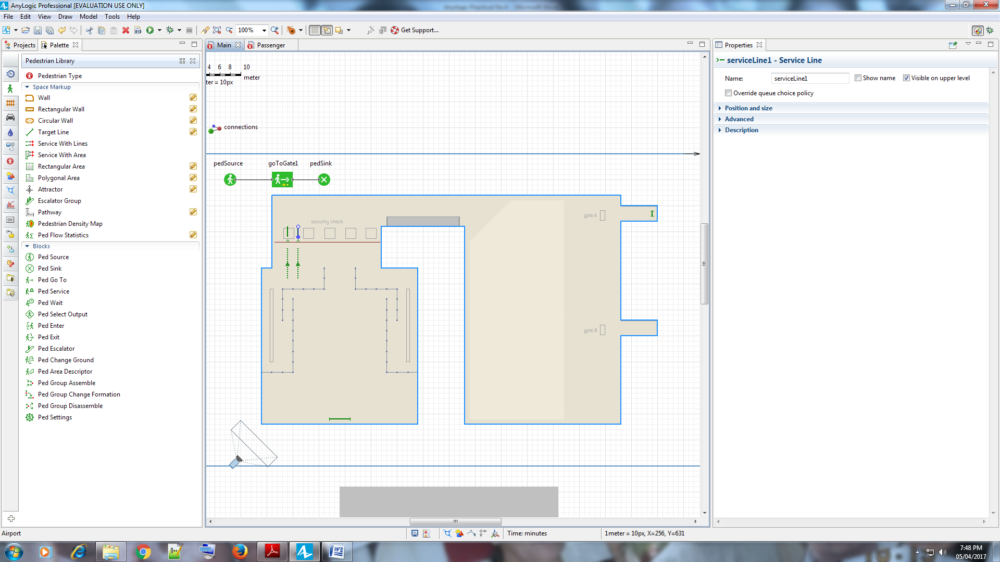 AnyLogic Professional [EVALUATION USE ONLY]
File Edit View Draw Model Tools Help
100% Get Support...
Projects Palette
Main Passenger
Properties
Pedestrian Library
Pedestrian Type
Space Markup
Wall
Rectangular Wall
Circular Wall
Target Line
Service With Lines
Service With Area
Rectangular Area
Polygonal Area
Attractor
Escalator Group
Pathway
Pedestrian Density Map
Ped Flow Statistics
Blocks
Ped Source
Ped Sink
Ped Go To
Ped Service
Ped Wait
Ped Select Output
Ped Enter
Ped Exit
Ped Escalator
Ped Change Ground
Ped Area Descriptor
Ped Group Assemble
Ped Group Change Formation
Ped Group Disassemble
Ped Settings
4 6 8 10
meter
ter = 10px
connections
pedSource goToGate1 pedSink
security check
gate A
gate B
serviceLine1 - Service Line
Name: serviceLine1 Show name Visible on upper level
Override queue choice policy
Position and size
Advanced
Description
Airport
Time: minutes
1meter = 10px, X=256, Y=631
7:48 PM
05/04/2017